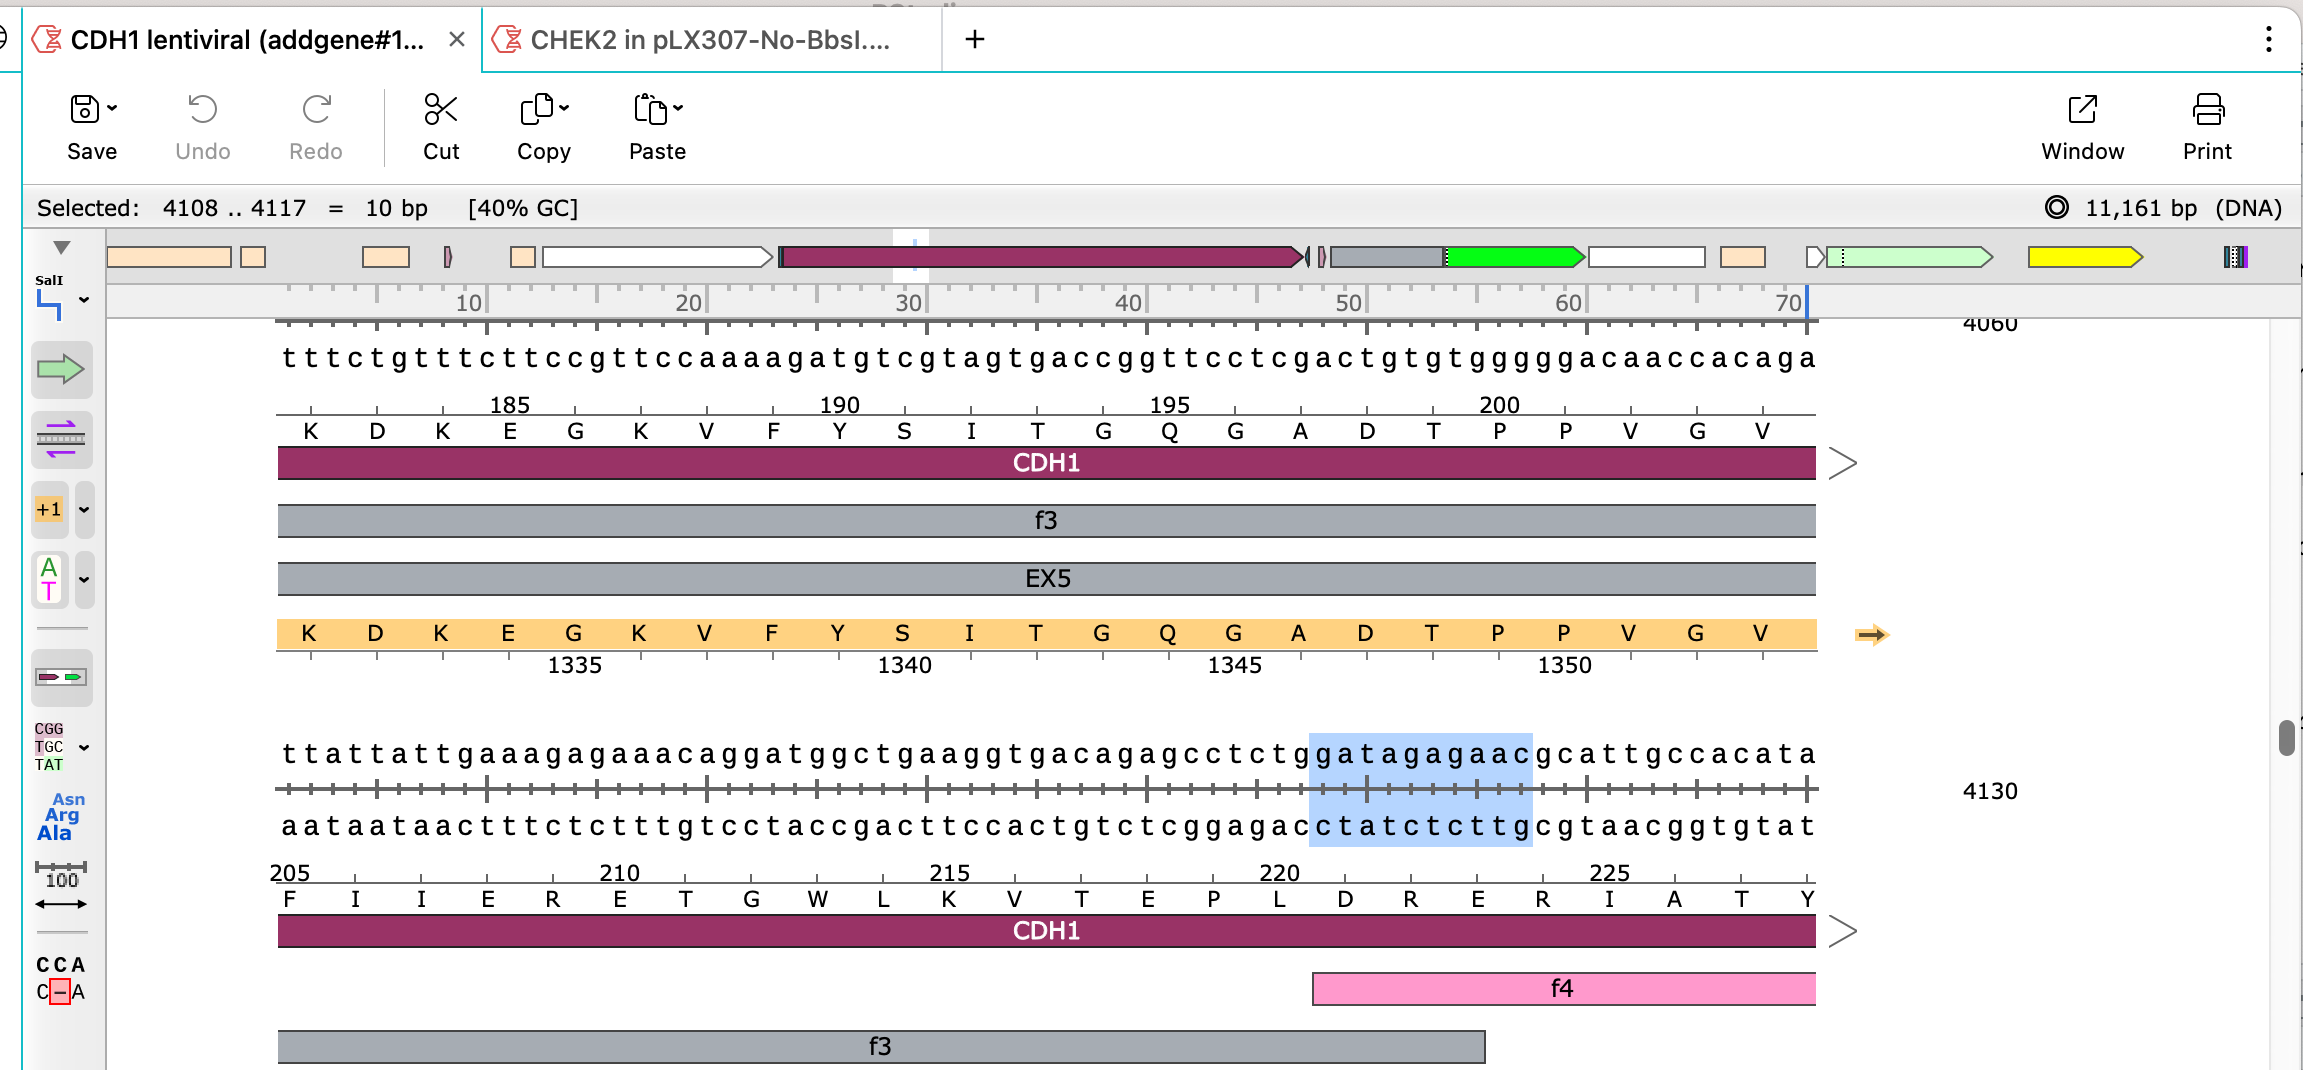 CDH1 lentiviral (addgene#1... × CHEK2 in pLX307-No-BbsI.... +
Save Undo Redo Cut Copy Paste Window Print
Selected: 4108 .. 4117 = 10 bp [40% GC] 11,161 bp (DNA)
SalI
10 20 30 40 50 60 70
4060
tttctgtttcttccgttccaaaagatgtcgtagtgaccggttcctcgactgtgtgggggacaaccacaga
185 190 195 200
K D K E G K V F Y S I T G Q G A D T P P V G V
CDH1
f3
+1
EX5
A
T
K D K E G K V F Y S I T G Q G A D T P P V G V
1335 1340 1345 1350
CGG
TGC
TAT
ttattattgaaagagaaacaggatggctgaaggtgacagagcctctggatagagaacgcattgccacata
4130
Asn
Arg
Ala
aataataactttctctttgtcctaccgacttccactgtctcggagacctatctcttgcgtaacggtgtat
100
205 210 215 220 225
F I I E R E T G W L K V T E P L D R E R I A T Y
CDH1
CCA
C–A
f4
f3